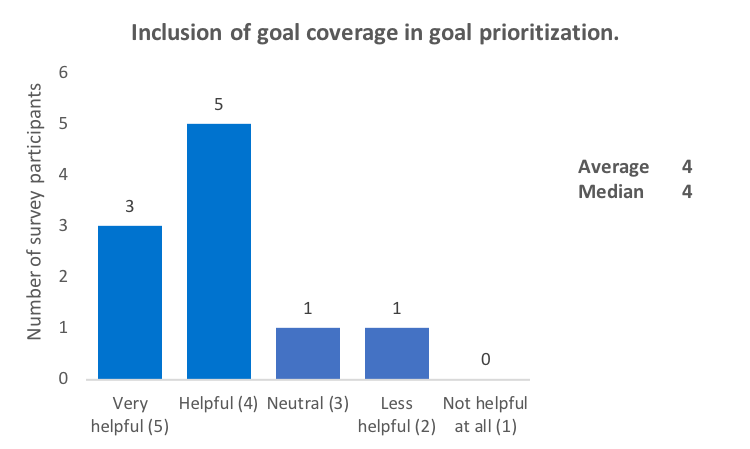 Inclusion of goal coverage in goal prioritization.
Number of survey participants
6
5
4
3
2
1
0
3
5
1
1
0
Very helpful (5)
Helpful (4)
Neutral (3)
Less helpful (2)
Not helpful at all (1)
Average 4
Median 4